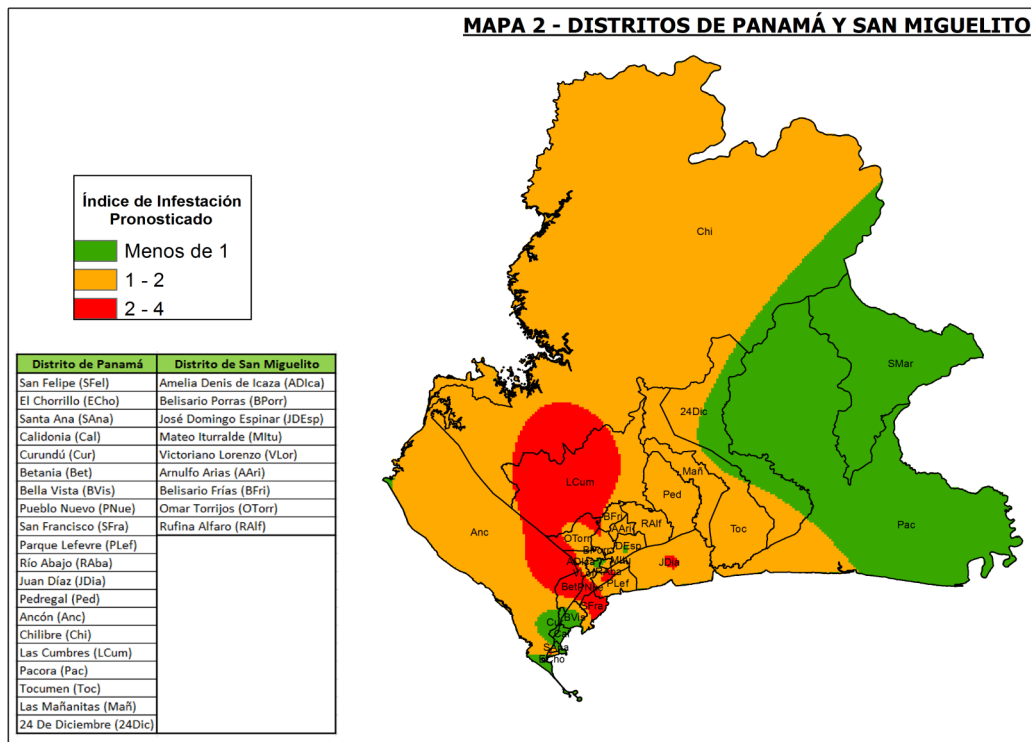 MAPA 2 - DISTRITOS DE PANAMÁ Y SAN MIGUELITO
Índice de Infestación
Pronosticado
Menos de 1
1 - 2
2 - 4
Distrito de Panamá Distrito de San Miguelito
San Felipe (SFel) Amelia Denis de Icaza (ADIca)
El Chorrillo (ECho) Belisario Porras (BPorr)
Santa Ana (SAna) José Domingo Espinar (JDEsp)
Calidonia (Cal) Mateo Iturralde (MItu)
Curundú (Cur) Victoriano Lorenzo (VLor)
Betania (Bet) Arnulfo Arias (AAri)
Bella Vista (BVis) Belisario Frías (BFri)
Pueblo Nuevo (PNue) Omar Torrijos (OTorr)
San Francisco (SFra) Rufina Alfaro (RAlf)
Parque Lefevre (PLef)
Río Abajo (RAba)
Juan Díaz (JDia)
Pedregal (Ped)
Ancón (Anc)
Chilibre (Chi)
Las Cumbres (LCum)
Pacora (Pac)
Tocumen (Toc)
Las Mañanitas (Mañ)
24 De Diciembre (24Dic)
Chi
SMar
24Dic
Mañ
LCum
Ped
BFri
RAlf
AAri
Toc
Pac
Anc
OTorr
JDia
PLef
SFra
BVis
Cur
Cal
SAna
ECho